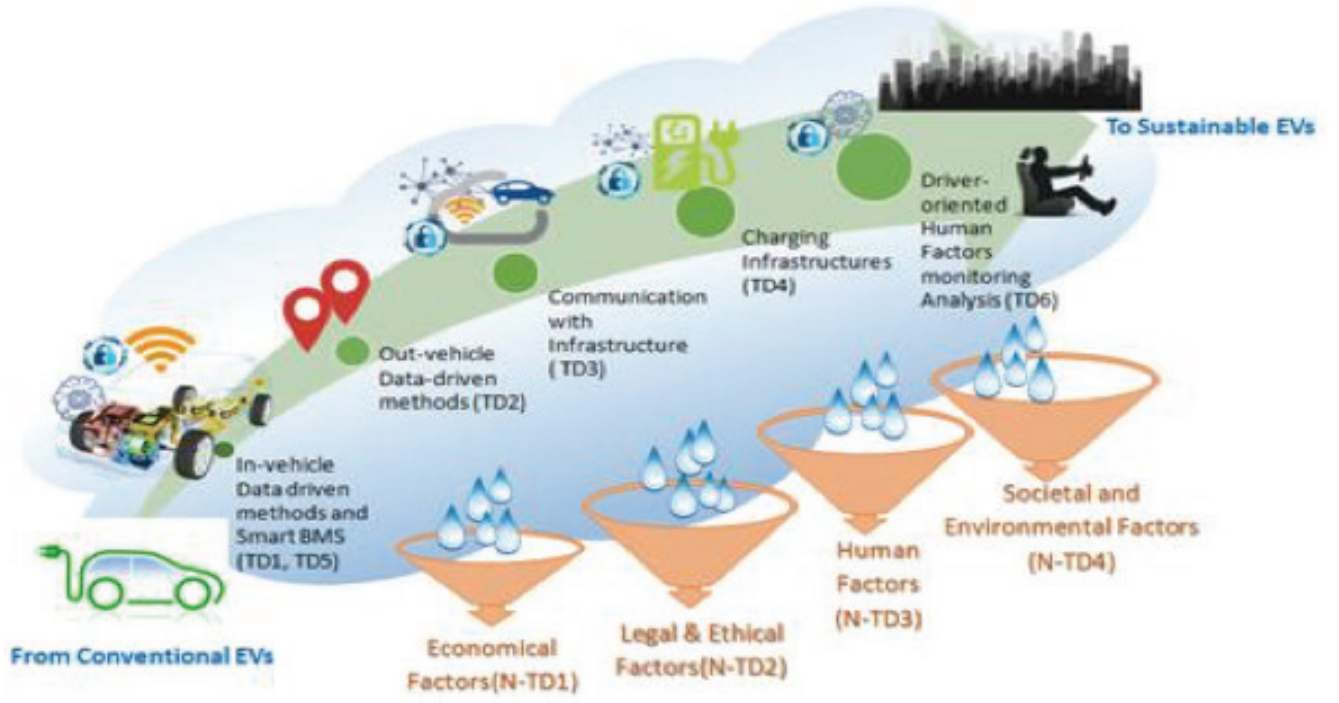 To Sustainable EVs
Driver-
oriented
Human
Factors
monitoring
Analysis (TD6)
Charging
Infrastructures
(TD4)
Communication
with
Infrastructure
( TD3)
Out-vehicle
Data-driven
methods (TD2)
In-vehicle
Data driven
methods and
Smart BMS
(TD1, TD5)
From Conventional EVs
Economical
Factors(N-TD1)
Legal & Ethical
Factors(N-TD2)
Human
Factors
(N-TD3)
Societal and
Environmental Factors
(N-TD4)